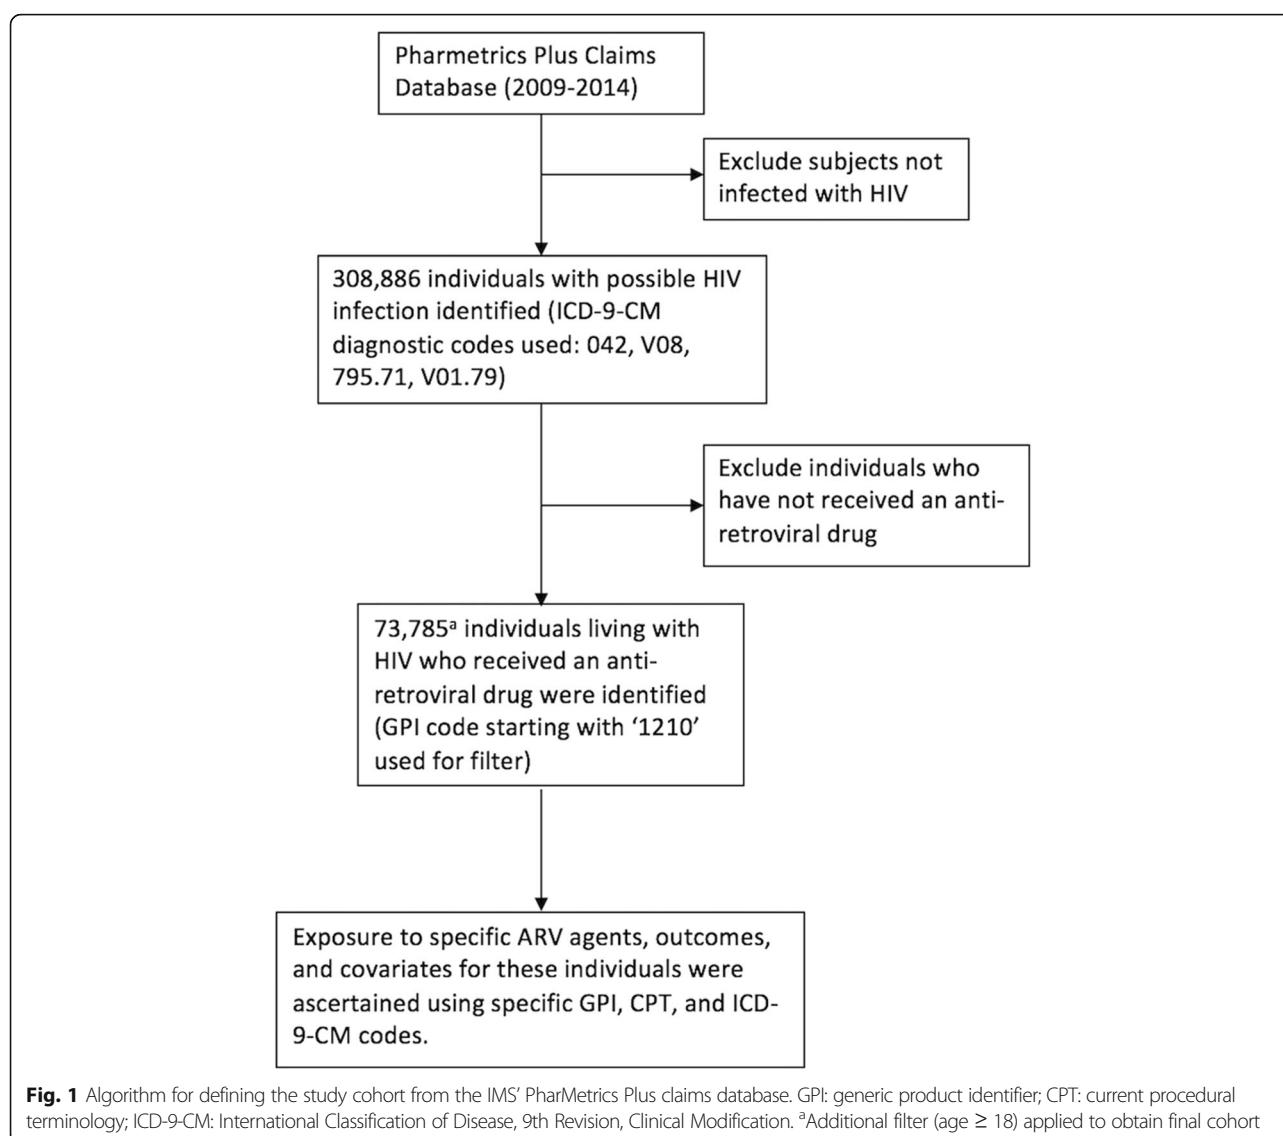 Pharmetrics Plus Claims
Database (2009-2014)
Exclude subjects not
infected with HIV
308,886 individuals with possible HIV
infection identified (ICD-9-CM
diagnostic codes used: 042, V08,
795.71, V01.79)
Exclude individuals who
have not received an anti-
retroviral drug
73,785ᵃ individuals living with
HIV who received an anti-
retroviral drug were identified
(GPI code starting with ‘1210’
used for filter)
Exposure to specific ARV agents, outcomes,
and covariates for these individuals were
ascertained using specific GPI, CPT, and ICD-
9-CM codes.
Fig. 1 Algorithm for defining the study cohort from the IMS’ PharMetrics Plus claims database. GPI: generic product identifier; CPT: current procedural
terminology; ICD-9-CM: International Classification of Disease, 9th Revision, Clinical Modification. ᵃAdditional filter (age ≥ 18) applied to obtain final cohort